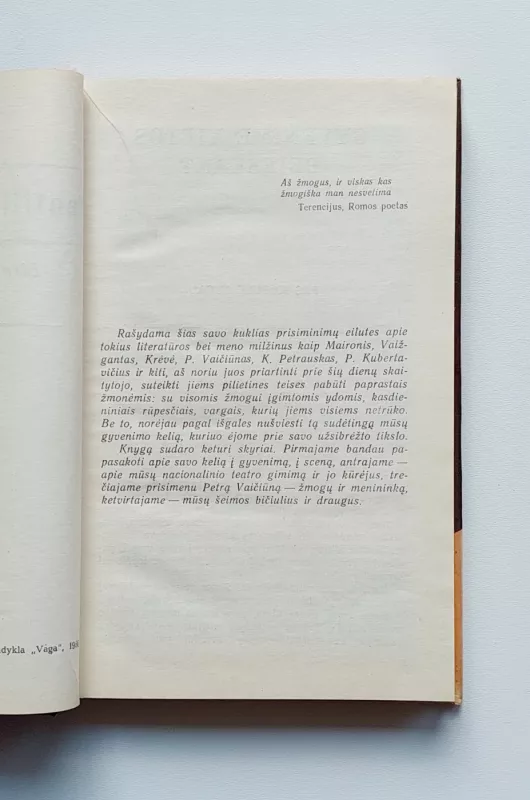 Aš žmogus, ir viskas kas
žmogiška man nesvetima
Terencijus, Romos poetas
Rašydama šias savo kuklias prisiminimų eilutes apie
tokius literatūros bei meno milžinus kaip Maironis, Vaiž-
gantas, Krėvė, P. Vaičiūnas, K. Petrauskas, P. Kuberta-
vičius ir kiti, aš noriu juos priartinti prie šių dienų skai-
tytojo, suteikti jiems pilietines teises pabūti paprastais
žmonėmis: su visomis žmogui įgimtomis ydomis, kasdie-
niniais rūpesčiais, vargais, kurių jiems visiems netrūko.
Be to, norėjau pagal išgales nušviesti tą sudėtingą mūsų
gyvenimo kelią, kuriuo ėjome prie savo užsibrėžto tikslo.
Knygą sudaro keturi skyriai. Pirmajame bandau pa-
pasakoti apie savo kelią į gyvenimą, į sceną, antrajame —
apie mūsų nacionalinio teatro gimimą ir jo kūrėjus, tre-
čiajame prisimenu Petrą Vaičiūną — žmogų ir menininką,
ketvirtajame — mūsų šeimos bičiulius ir draugus.
dykla „Vaga",